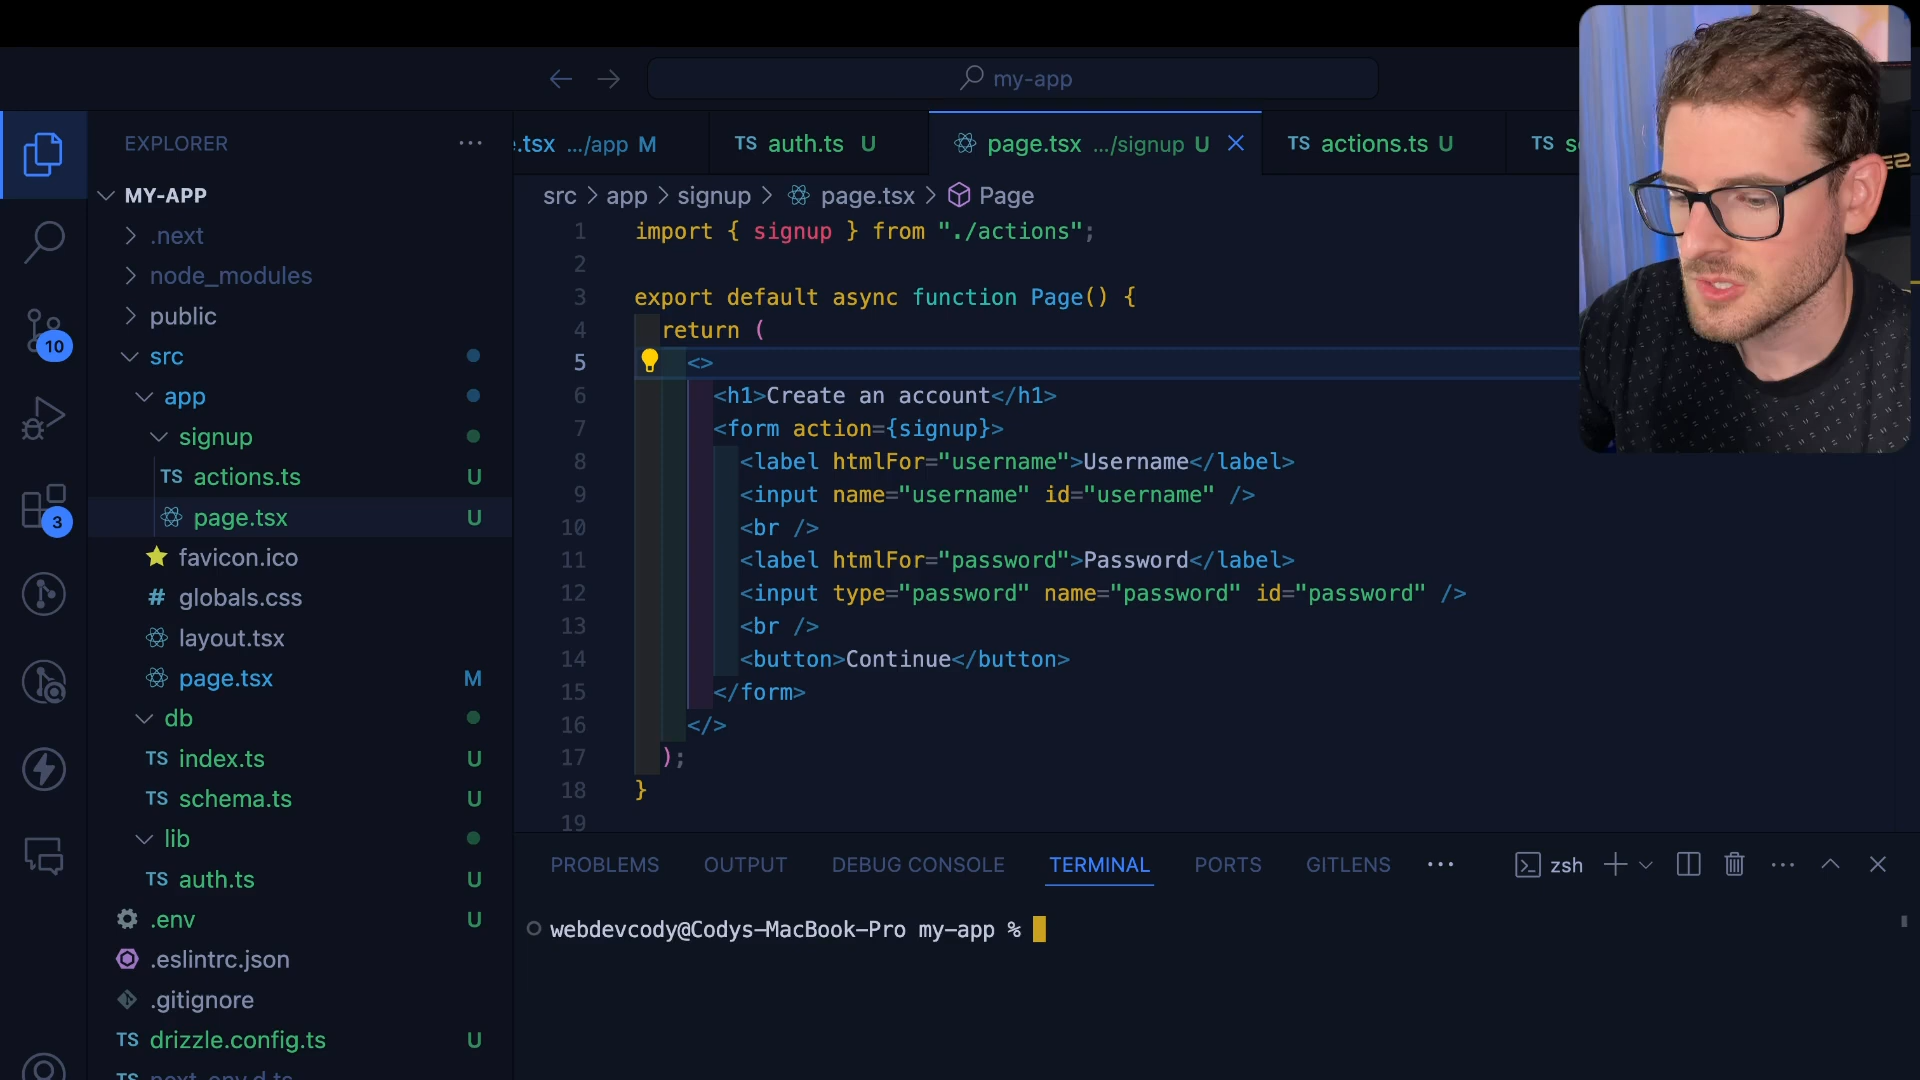 my-app
EXPLORER
.tsx .../app M
TS auth.ts U
page.tsx .../signup U
TS actions.ts U
TS
MY-APP
src > app > signup > page.tsx > Page
.next
node_modules
public
src
app
signup
TS actions.ts U
page.tsx U
favicon.ico
# globals.css
layout.tsx
page.tsx M
db
TS index.ts U
TS schema.ts U
lib
TS auth.ts U
.env U
.eslintrc.json
.gitignore
TS drizzle.config.ts U
10
3
1 import { signup } from "./actions";
2
3 export default async function Page() {
4 return (
5 <>
6 <h1>Create an account</h1>
7 <form action={signup}>
8 <label htmlFor="username">Username</label>
9 <input name="username" id="username" />
10 <br />
11 <label htmlFor="password">Password</label>
12 <input type="password" name="password" id="password" />
13 <br />
14 <button>Continue</button>
15 </form>
16 </>
17 );
18 }
19
PROBLEMS OUTPUT DEBUG CONSOLE TERMINAL PORTS GITLENS zsh
webdevcody@Codys-MacBook-Pro my-app %